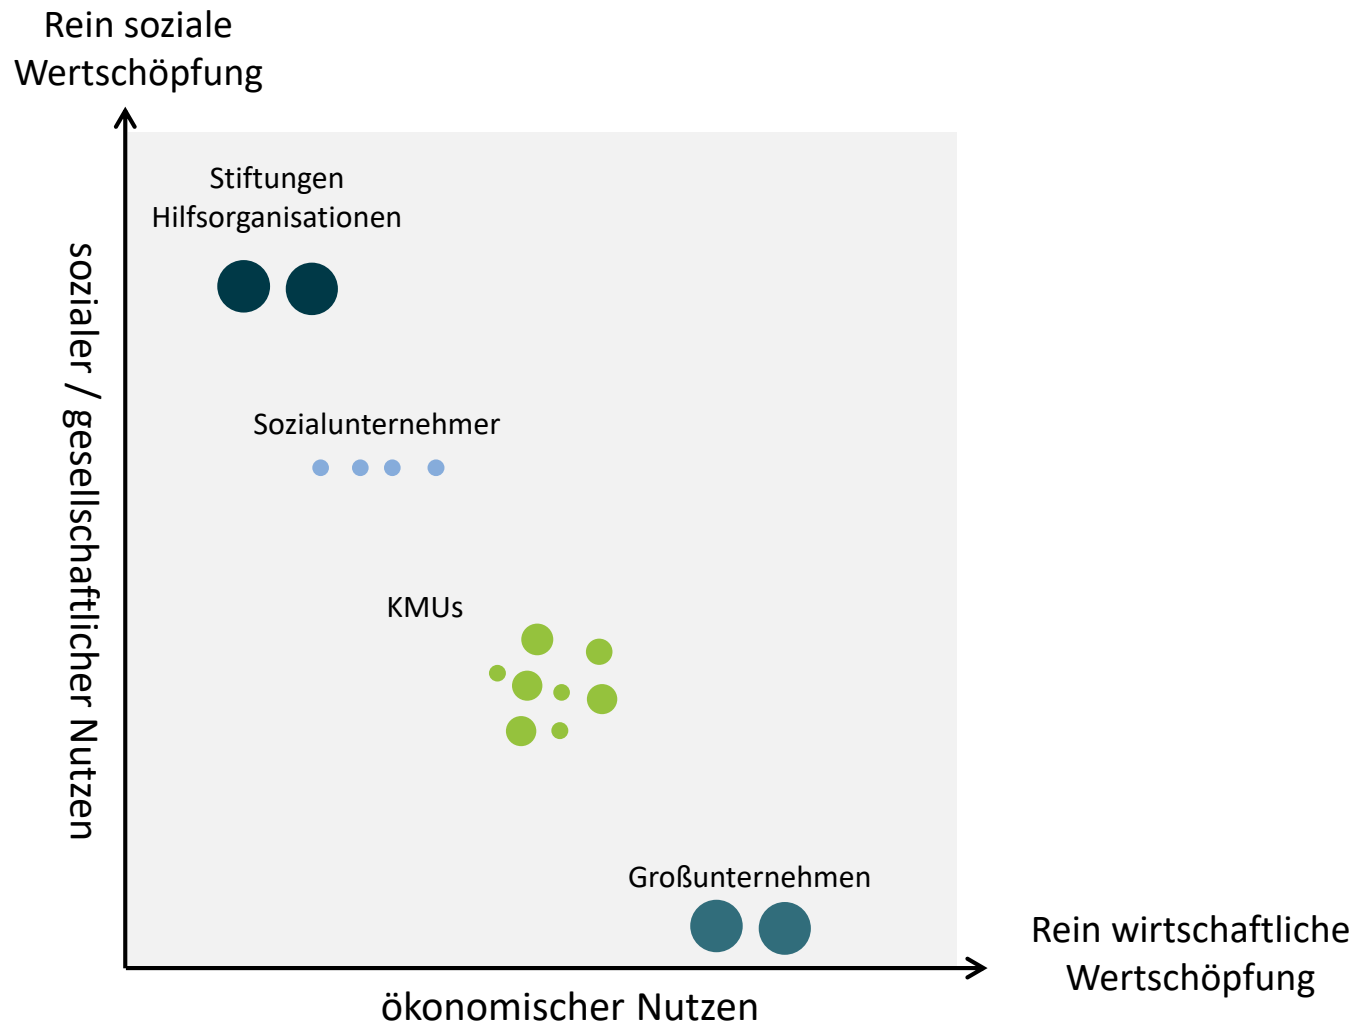 Rein soziale
Wertschöpfung
Stiftungen
Hilfsorganisationen
sozialer / gesellschaftlicher Nutzen
Sozialunternehmer
KMUs
Großunternehmen
Rein wirtschaftliche
Wertschöpfung
ökonomischer Nutzen